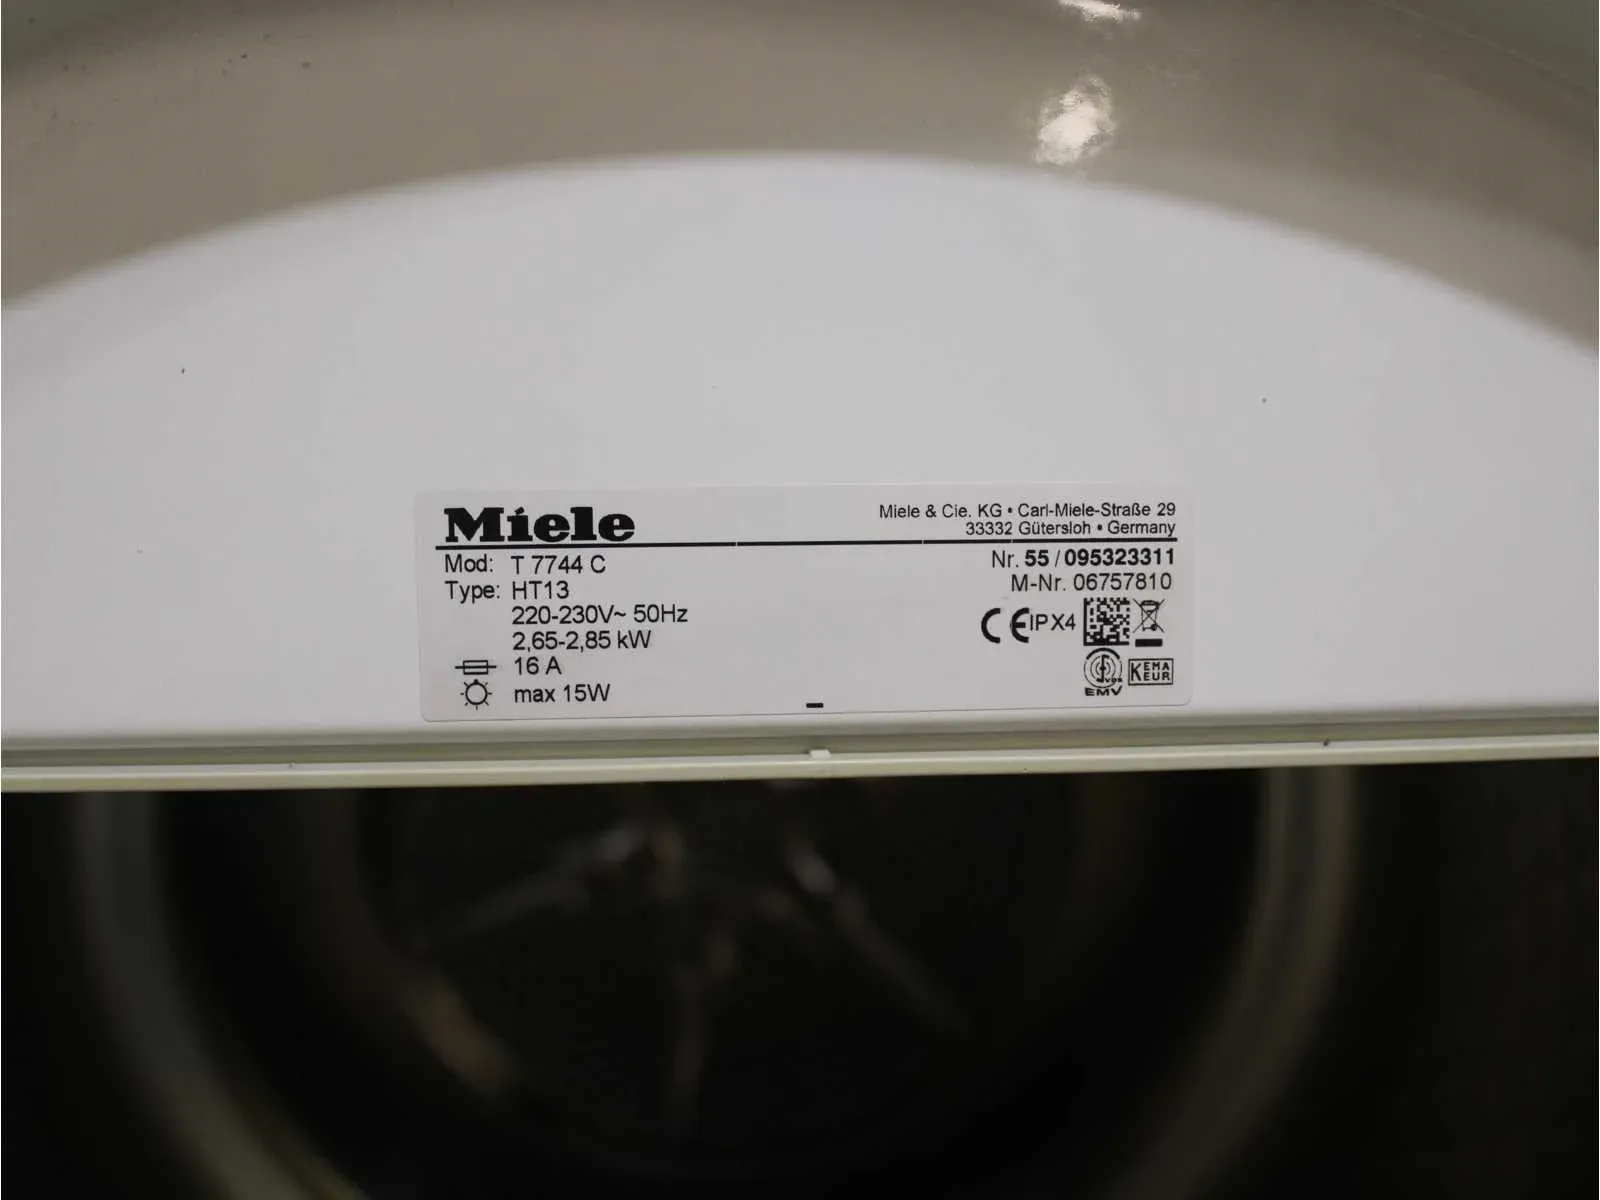 Miele
Miele & Cie. KG • Carl-Miele-Straße 29
33332 Gütersloh • Germany
Mod: T 7744 C
Nr. 55 / 095323311
Type: HT13
M-Nr. 06757810
220-230V~ 50Hz
2,65-2,85 kW
CE IPX4
16 A
max 15W
VDE
EMV
KEMA
KEUR